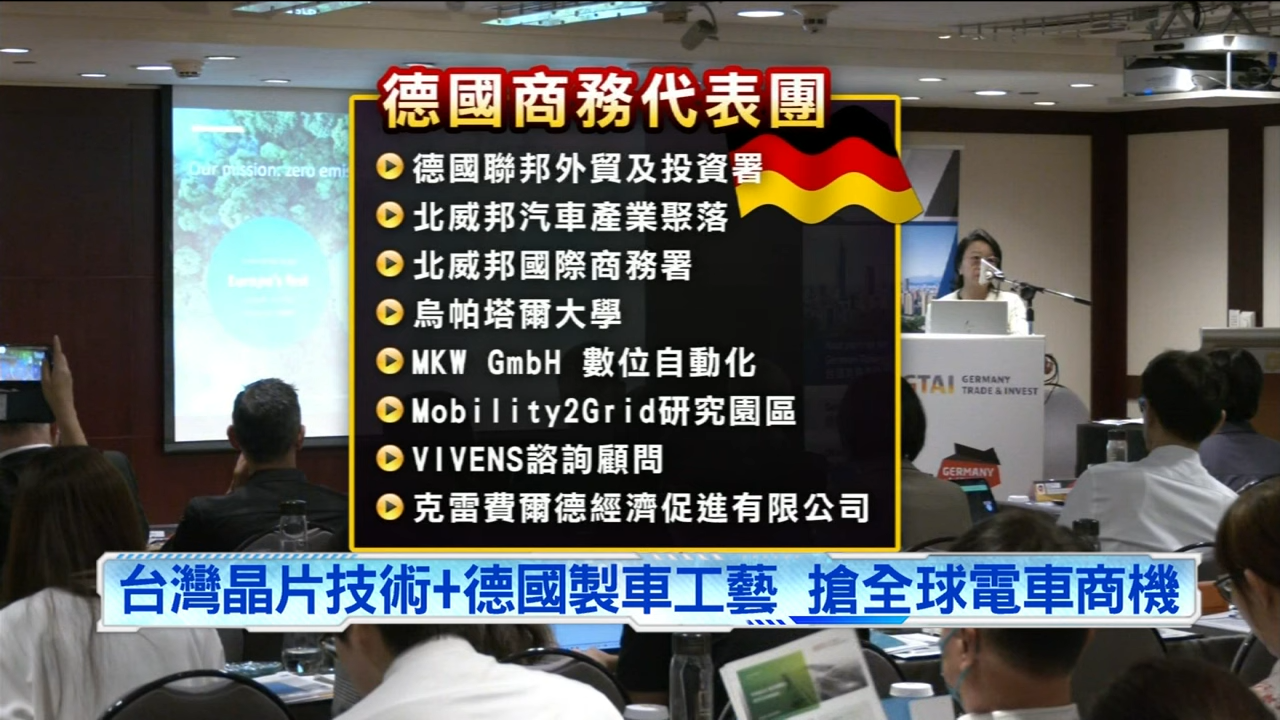 德國商務代表團
德國聯邦外貿及投資署
北威邦汽車產業聚落
北威邦國際商務署
烏帕塔爾大學
MKW GmbH 數位自動化
Mobility2Grid研究園區
VIVENS諮詢顧問
克雷費爾德經濟促進有限公司
Our mission: zero
GTAI GERMANY
TRADE & INVEST
GERMANY
台灣晶片技術+德國製車工藝 搶全球電車商機